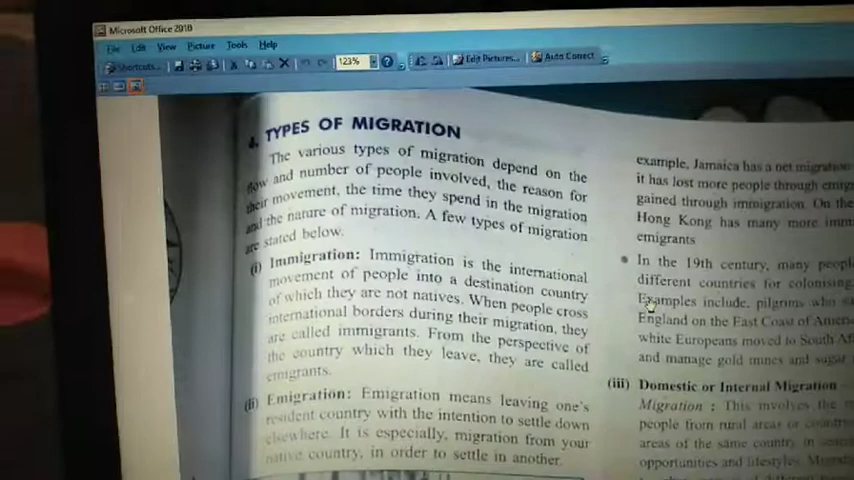 Microsoft Office 2010
File Edit View Picture Tools Help
Shortcuts... 123% Edit Pictures... Auto Correct
4. TYPES OF MIGRATION
The various types of migration depend on the
flow and number of people involved, the reason for
their movement, the time they spend in the migration
and the nature of migration. A few types of migration
are stated below.
(i) Immigration: Immigration is the international
movement of people into a destination country
of which they are not natives. When people cross
international borders during their migration, they
are called immigrants. From the perspective of
the country which they leave, they are called
emigrants.
(ii) Emigration: Emigration means leaving one's
resident country with the intention to settle down
elsewhere. It is especially, migration from your
native country, in order to settle in another.
example, Jamaica has a net migration
it has lost more people through
gained through immigration. On the
Hong Kong has many more
emigrants
• In the 19th century, many
different countries for colonising.
Examples include, pilgrims who
England on the East Coast of
white Europeans moved to South
and manage gold mines and sugar
(iii) Domestic or Internal Migration
Migration : This involves the
people from rural areas or
areas of the same country in
opportunities and lifestyles.